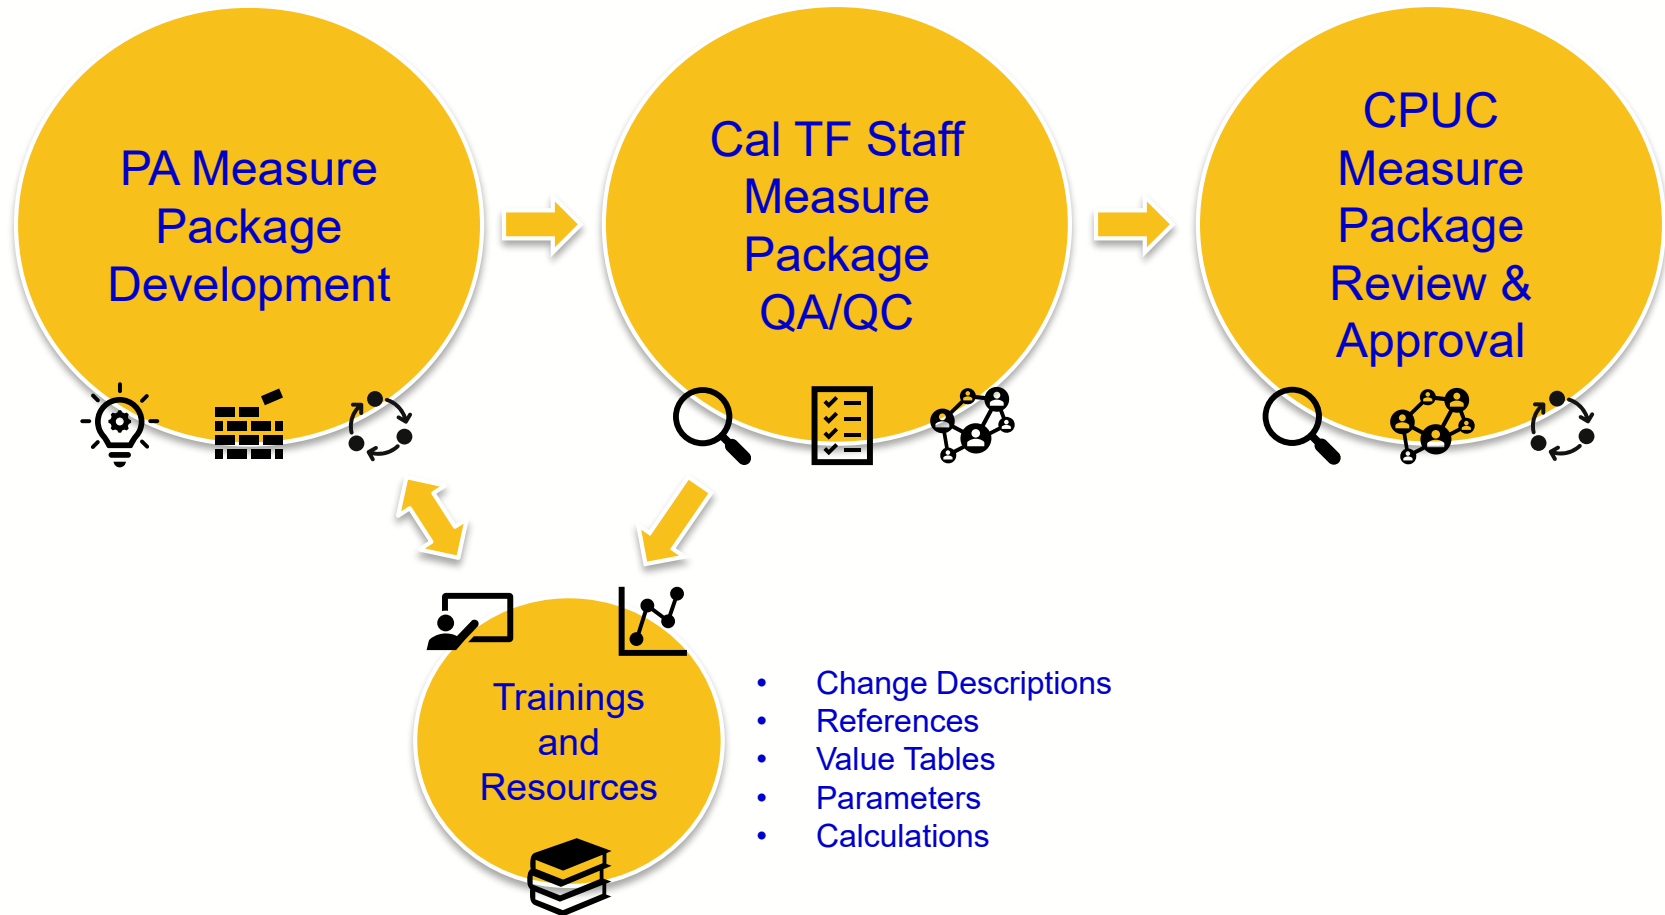 PA Measure
Package
Development
Cal TF Staff
Measure
Package
QA/QC
CPUC
Measure
Package
Review &
Approval
Trainings
and
Resources
• Change Descriptions
• References
• Value Tables
• Parameters
• Calculations